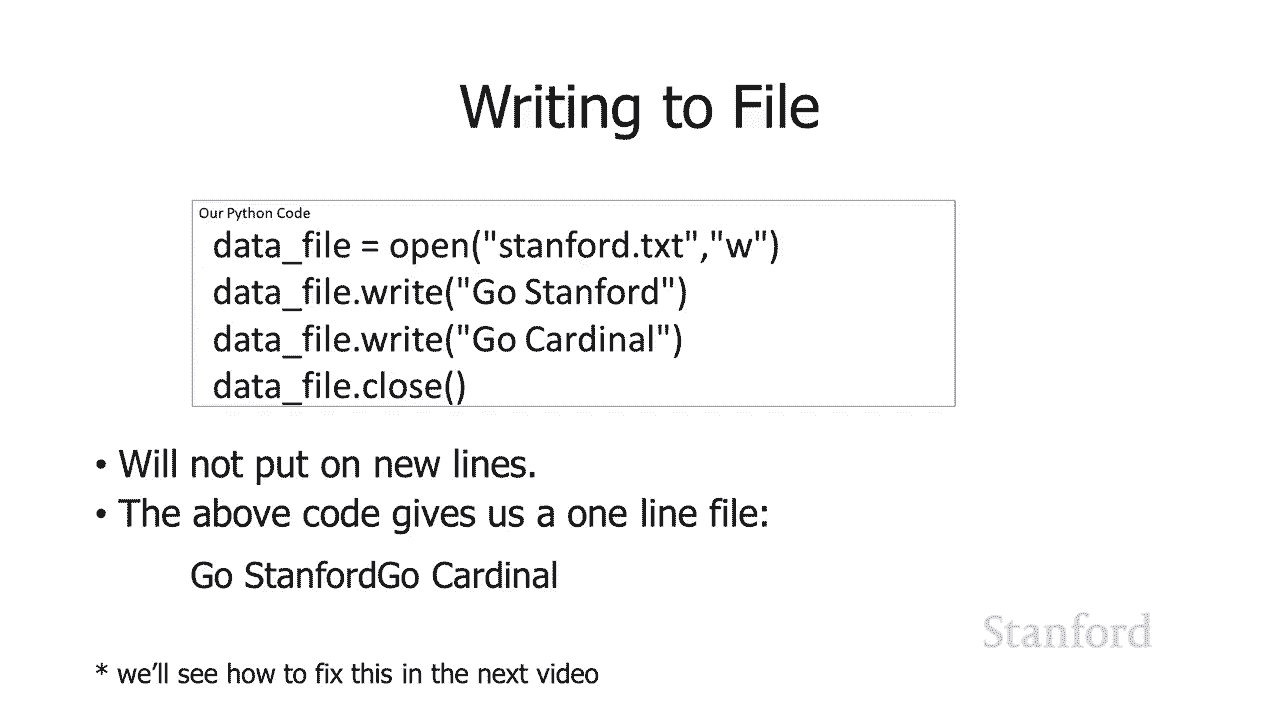 Writing to File
Our Python Code
data_file = open("stanford.txt","w")
data_file.write("Go Stanford")
data_file.write("Go Cardinal")
data_file.close()
• Will not put on new lines.
• The above code gives us a one line file:
Go StanfordGo Cardinal
Stanford
* we’ll see how to fix this in the next video